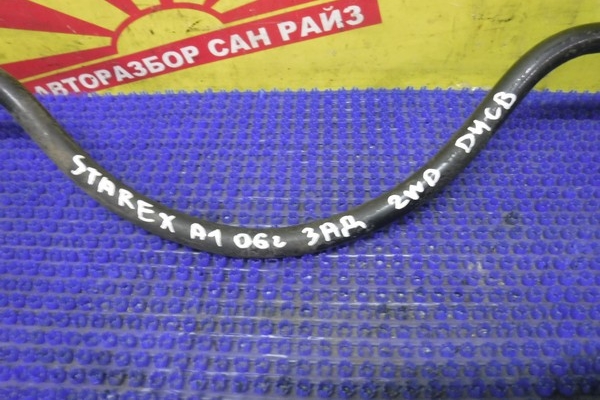 АВТОРАЗБОР САН РАЙЗ
STAREX A1 06г ЗАД 2WD D4CB